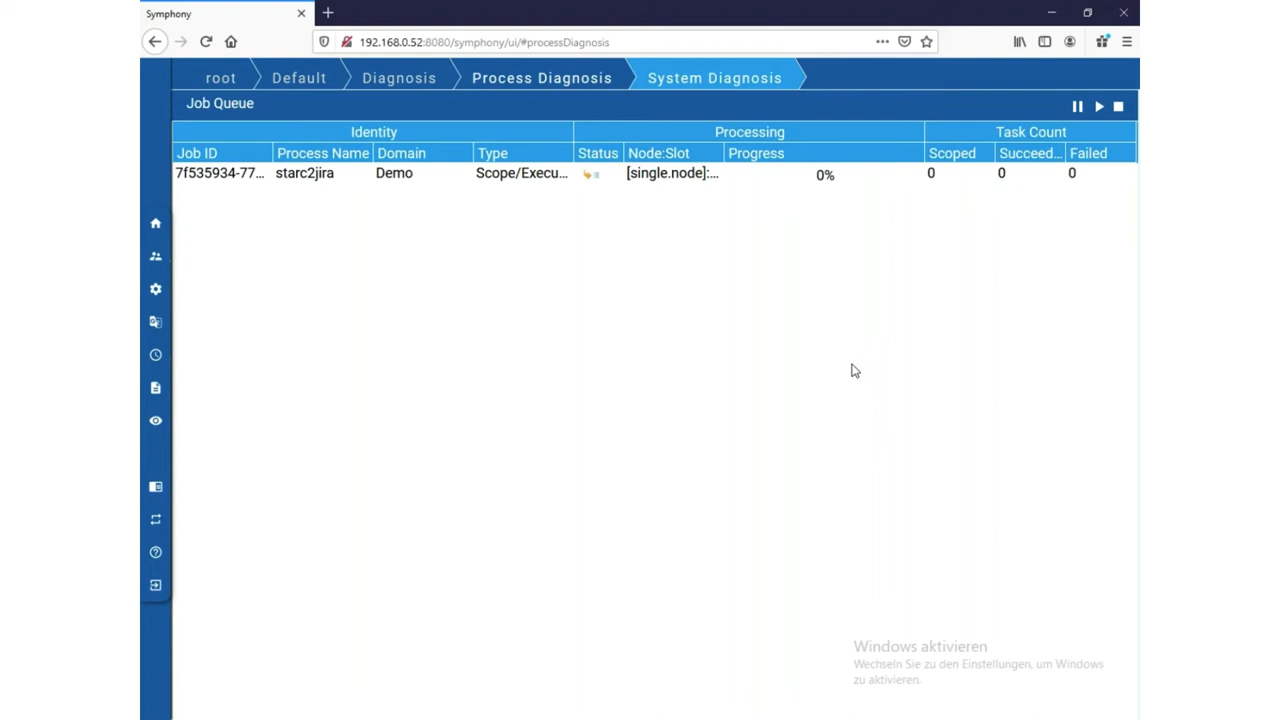 Symphony
192.168.0.52:8080/symphony/ui/#processDiagnosis
root Default Diagnosis Process Diagnosis System Diagnosis
Job Queue
Identity Processing Task Count
Job ID Process Name Domain Type Status Node:Slot Progress Scoped Succeed... Failed
7f535934-77... starc2jira Demo Scope/Execu... [single.node]:... 0% 0 0 0
Windows aktivieren
Wechseln Sie zu den Einstellungen, um Windows
zu aktivieren.